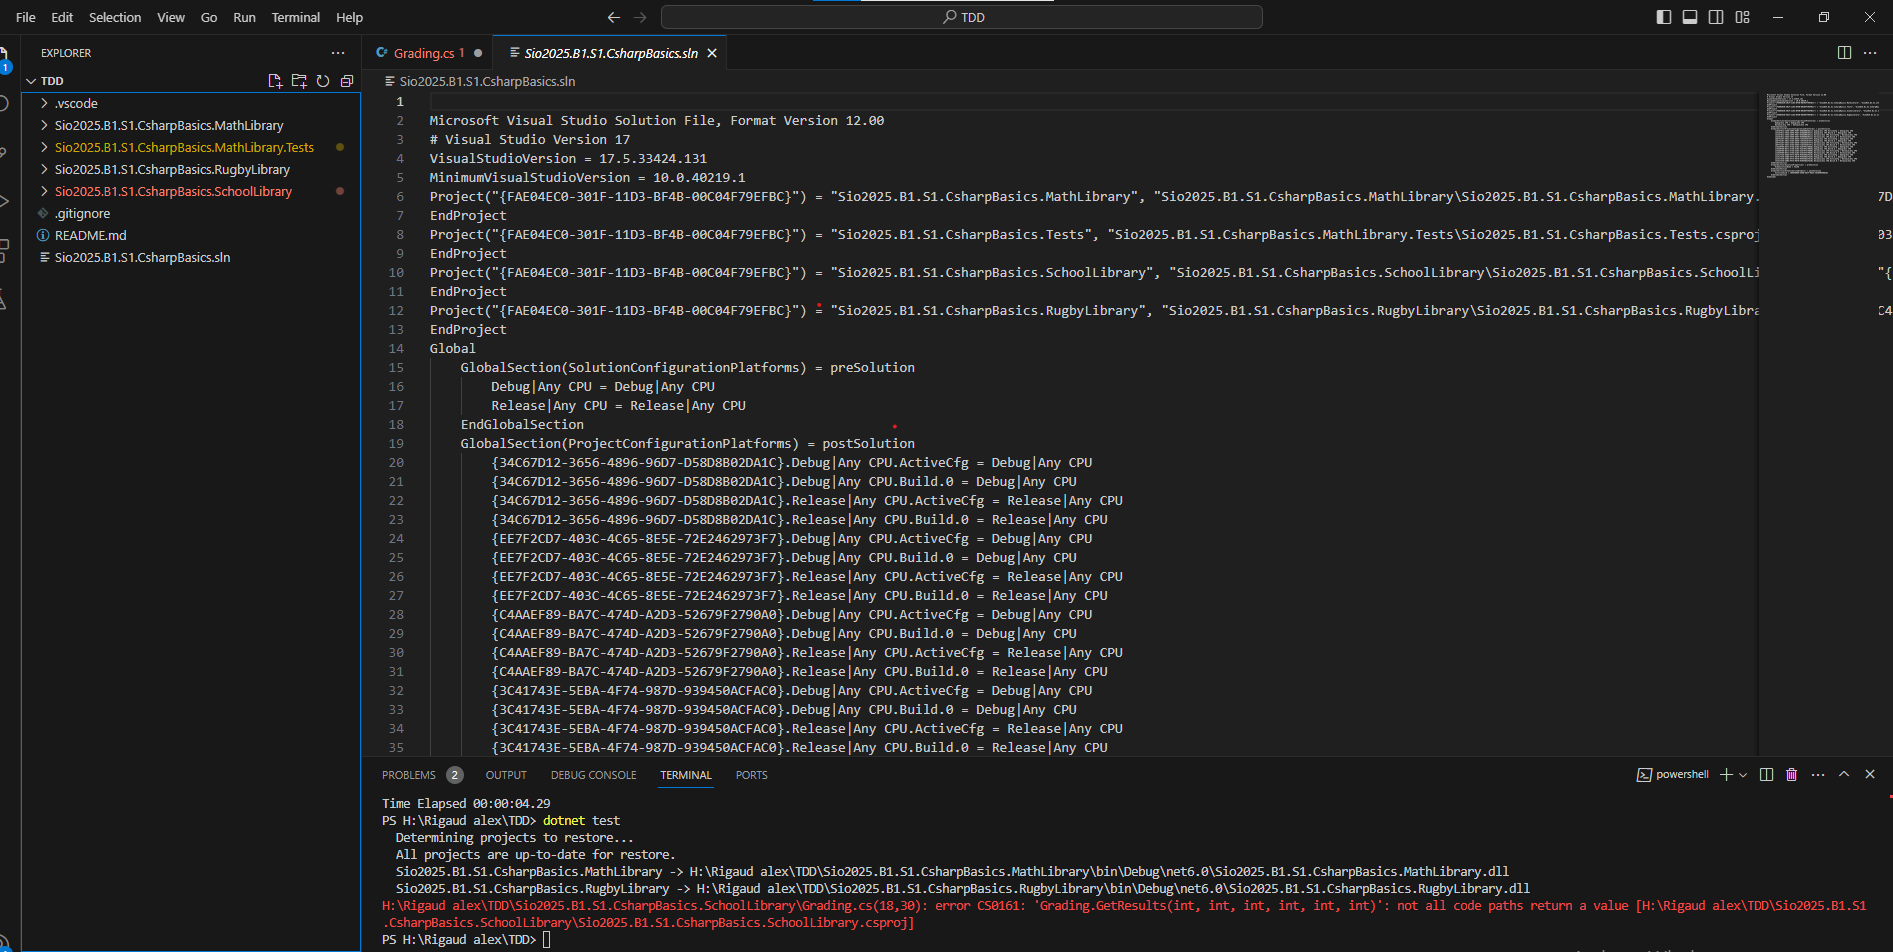 File Edit Selection View Go Run Terminal Help
TDD
EXPLORER
TDD
.vscode
Sio2025.B1.S1.CsharpBasics.MathLibrary
Sio2025.B1.S1.CsharpBasics.MathLibrary.Tests
Sio2025.B1.S1.CsharpBasics.RugbyLibrary
Sio2025.B1.S1.CsharpBasics.SchoolLibrary
.gitignore
README.md
Sio2025.B1.S1.CsharpBasics.sln
1
Grading.cs 1
Sio2025.B1.S1.CsharpBasics.sln
Sio2025.B1.S1.CsharpBasics.sln
1
2 Microsoft Visual Studio Solution File, Format Version 12.00
3 # Visual Studio Version 17
4 VisualStudioVersion = 17.5.33424.131
5 MinimumVisualStudioVersion = 10.0.40219.1
6 Project("{FAE04EC0-301F-11D3-BF4B-00C04F79EFBC}") = "Sio2025.B1.S1.CsharpBasics.MathLibrary", "Sio2025.B1.S1.CsharpBasics.MathLibrary\Sio2025.B1.S1.CsharpBasics.MathLibrary. 7D
7 EndProject
8 Project("{FAE04EC0-301F-11D3-BF4B-00C04F79EFBC}") = "Sio2025.B1.S1.CsharpBasics.Tests", "Sio2025.B1.S1.CsharpBasics.MathLibrary.Tests\Sio2025.B1.S1.CsharpBasics.Tests.csproj 03
9 EndProject
10 Project("{FAE04EC0-301F-11D3-BF4B-00C04F79EFBC}") = "Sio2025.B1.S1.CsharpBasics.SchoolLibrary", "Sio2025.B1.S1.CsharpBasics.SchoolLibrary\Sio2025.B1.S1.CsharpBasics.SchoolLi "{
11 EndProject
12 Project("{FAE04EC0-301F-11D3-BF4B-00C04F79EFBC}") = "Sio2025.B1.S1.CsharpBasics.RugbyLibrary", "Sio2025.B1.S1.CsharpBasics.RugbyLibrary\Sio2025.B1.S1.CsharpBasics.RugbyLibra C4
13 EndProject
14 Global
15 GlobalSection(SolutionConfigurationPlatforms) = preSolution
16 Debug|Any CPU = Debug|Any CPU
17 Release|Any CPU = Release|Any CPU
18 EndGlobalSection
19 GlobalSection(ProjectConfigurationPlatforms) = postSolution
20 {34C67D12-3656-4896-96D7-D58D8B02DA1C}.Debug|Any CPU.ActiveCfg = Debug|Any CPU
21 {34C67D12-3656-4896-96D7-D58D8B02DA1C}.Debug|Any CPU.Build.0 = Debug|Any CPU
22 {34C67D12-3656-4896-96D7-D58D8B02DA1C}.Release|Any CPU.ActiveCfg = Release|Any CPU
23 {34C67D12-3656-4896-96D7-D58D8B02DA1C}.Release|Any CPU.Build.0 = Release|Any CPU
24 {EE7F2CD7-403C-4C65-8E5E-72E2462973F7}.Debug|Any CPU.ActiveCfg = Debug|Any CPU
25 {EE7F2CD7-403C-4C65-8E5E-72E2462973F7}.Debug|Any CPU.Build.0 = Debug|Any CPU
26 {EE7F2CD7-403C-4C65-8E5E-72E2462973F7}.Release|Any CPU.ActiveCfg = Release|Any CPU
27 {EE7F2CD7-403C-4C65-8E5E-72E2462973F7}.Release|Any CPU.Build.0 = Release|Any CPU
28 {C4AAEF89-BA7C-474D-A2D3-52679F2790A0}.Debug|Any CPU.ActiveCfg = Debug|Any CPU
29 {C4AAEF89-BA7C-474D-A2D3-52679F2790A0}.Debug|Any CPU.Build.0 = Debug|Any CPU
30 {C4AAEF89-BA7C-474D-A2D3-52679F2790A0}.Release|Any CPU.ActiveCfg = Release|Any CPU
31 {C4AAEF89-BA7C-474D-A2D3-52679F2790A0}.Release|Any CPU.Build.0 = Release|Any CPU
32 {3C41743E-5EBA-4F74-987D-939450ACFAC0}.Debug|Any CPU.ActiveCfg = Debug|Any CPU
33 {3C41743E-5EBA-4F74-987D-939450ACFAC0}.Debug|Any CPU.Build.0 = Debug|Any CPU
34 {3C41743E-5EBA-4F74-987D-939450ACFAC0}.Release|Any CPU.ActiveCfg = Release|Any CPU
35 {3C41743E-5EBA-4F74-987D-939450ACFAC0}.Release|Any CPU.Build.0 = Release|Any CPU
PROBLEMS 2 OUTPUT DEBUG CONSOLE TERMINAL PORTS
powershell
Time Elapsed 00:00:04.29
PS H:\Rigaud alex\TDD> dotnet test
Determining projects to restore...
All projects are up-to-date for restore.
Sio2025.B1.S1.CsharpBasics.MathLibrary -> H:\Rigaud alex\TDD\Sio2025.B1.S1.CsharpBasics.MathLibrary\bin\Debug\net6.0\Sio2025.B1.S1.CsharpBasics.MathLibrary.dll
Sio2025.B1.S1.CsharpBasics.RugbyLibrary -> H:\Rigaud alex\TDD\Sio2025.B1.S1.CsharpBasics.RugbyLibrary\bin\Debug\net6.0\Sio2025.B1.S1.CsharpBasics.RugbyLibrary.dll
H:\Rigaud alex\TDD\Sio2025.B1.S1.CsharpBasics.SchoolLibrary\Grading.cs(18,30): error CS0161: 'Grading.GetResults(int, int, int, int, int, int)': not all code paths return a value [H:\Rigaud alex\TDD\Sio2025.B1.S1
.CsharpBasics.SchoolLibrary\Sio2025.B1.S1.CsharpBasics.SchoolLibrary.csproj]
PS H:\Rigaud alex\TDD>